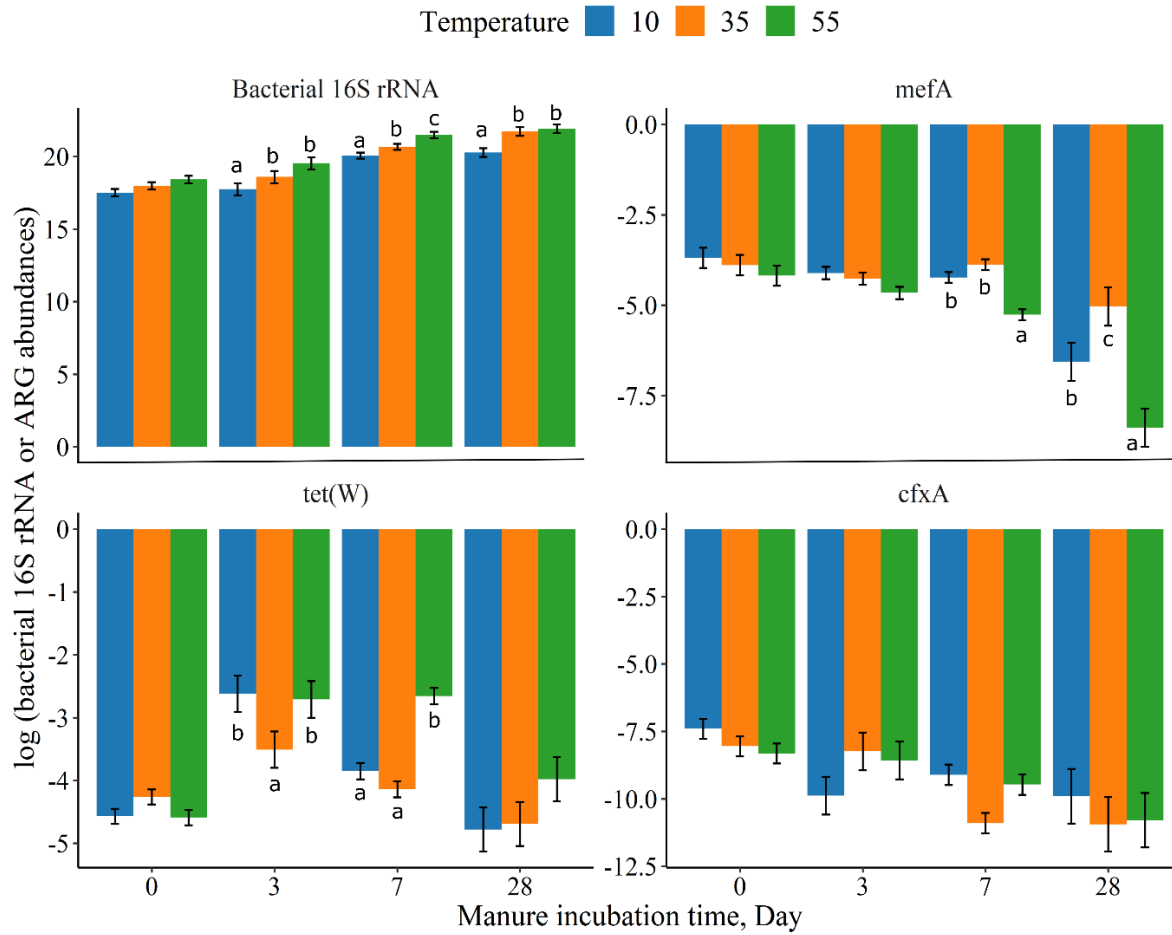 Temperature 10 35 55
Bacterial 16S rRNA
mefA
log (bacterial 16S rRNA or ARG abundances)
20
15
10
5
0
a b b a b c a b b
0.0
-2.5
-5.0
-7.5
b b a b c a
tet(W)
cfxA
0
-1
-2
-3
-4
-5
b a b a a b
0 3 7 28
0.0
-2.5
-5.0
-7.5
-10.0
-12.5
0 3 7 28
Manure incubation time, Day